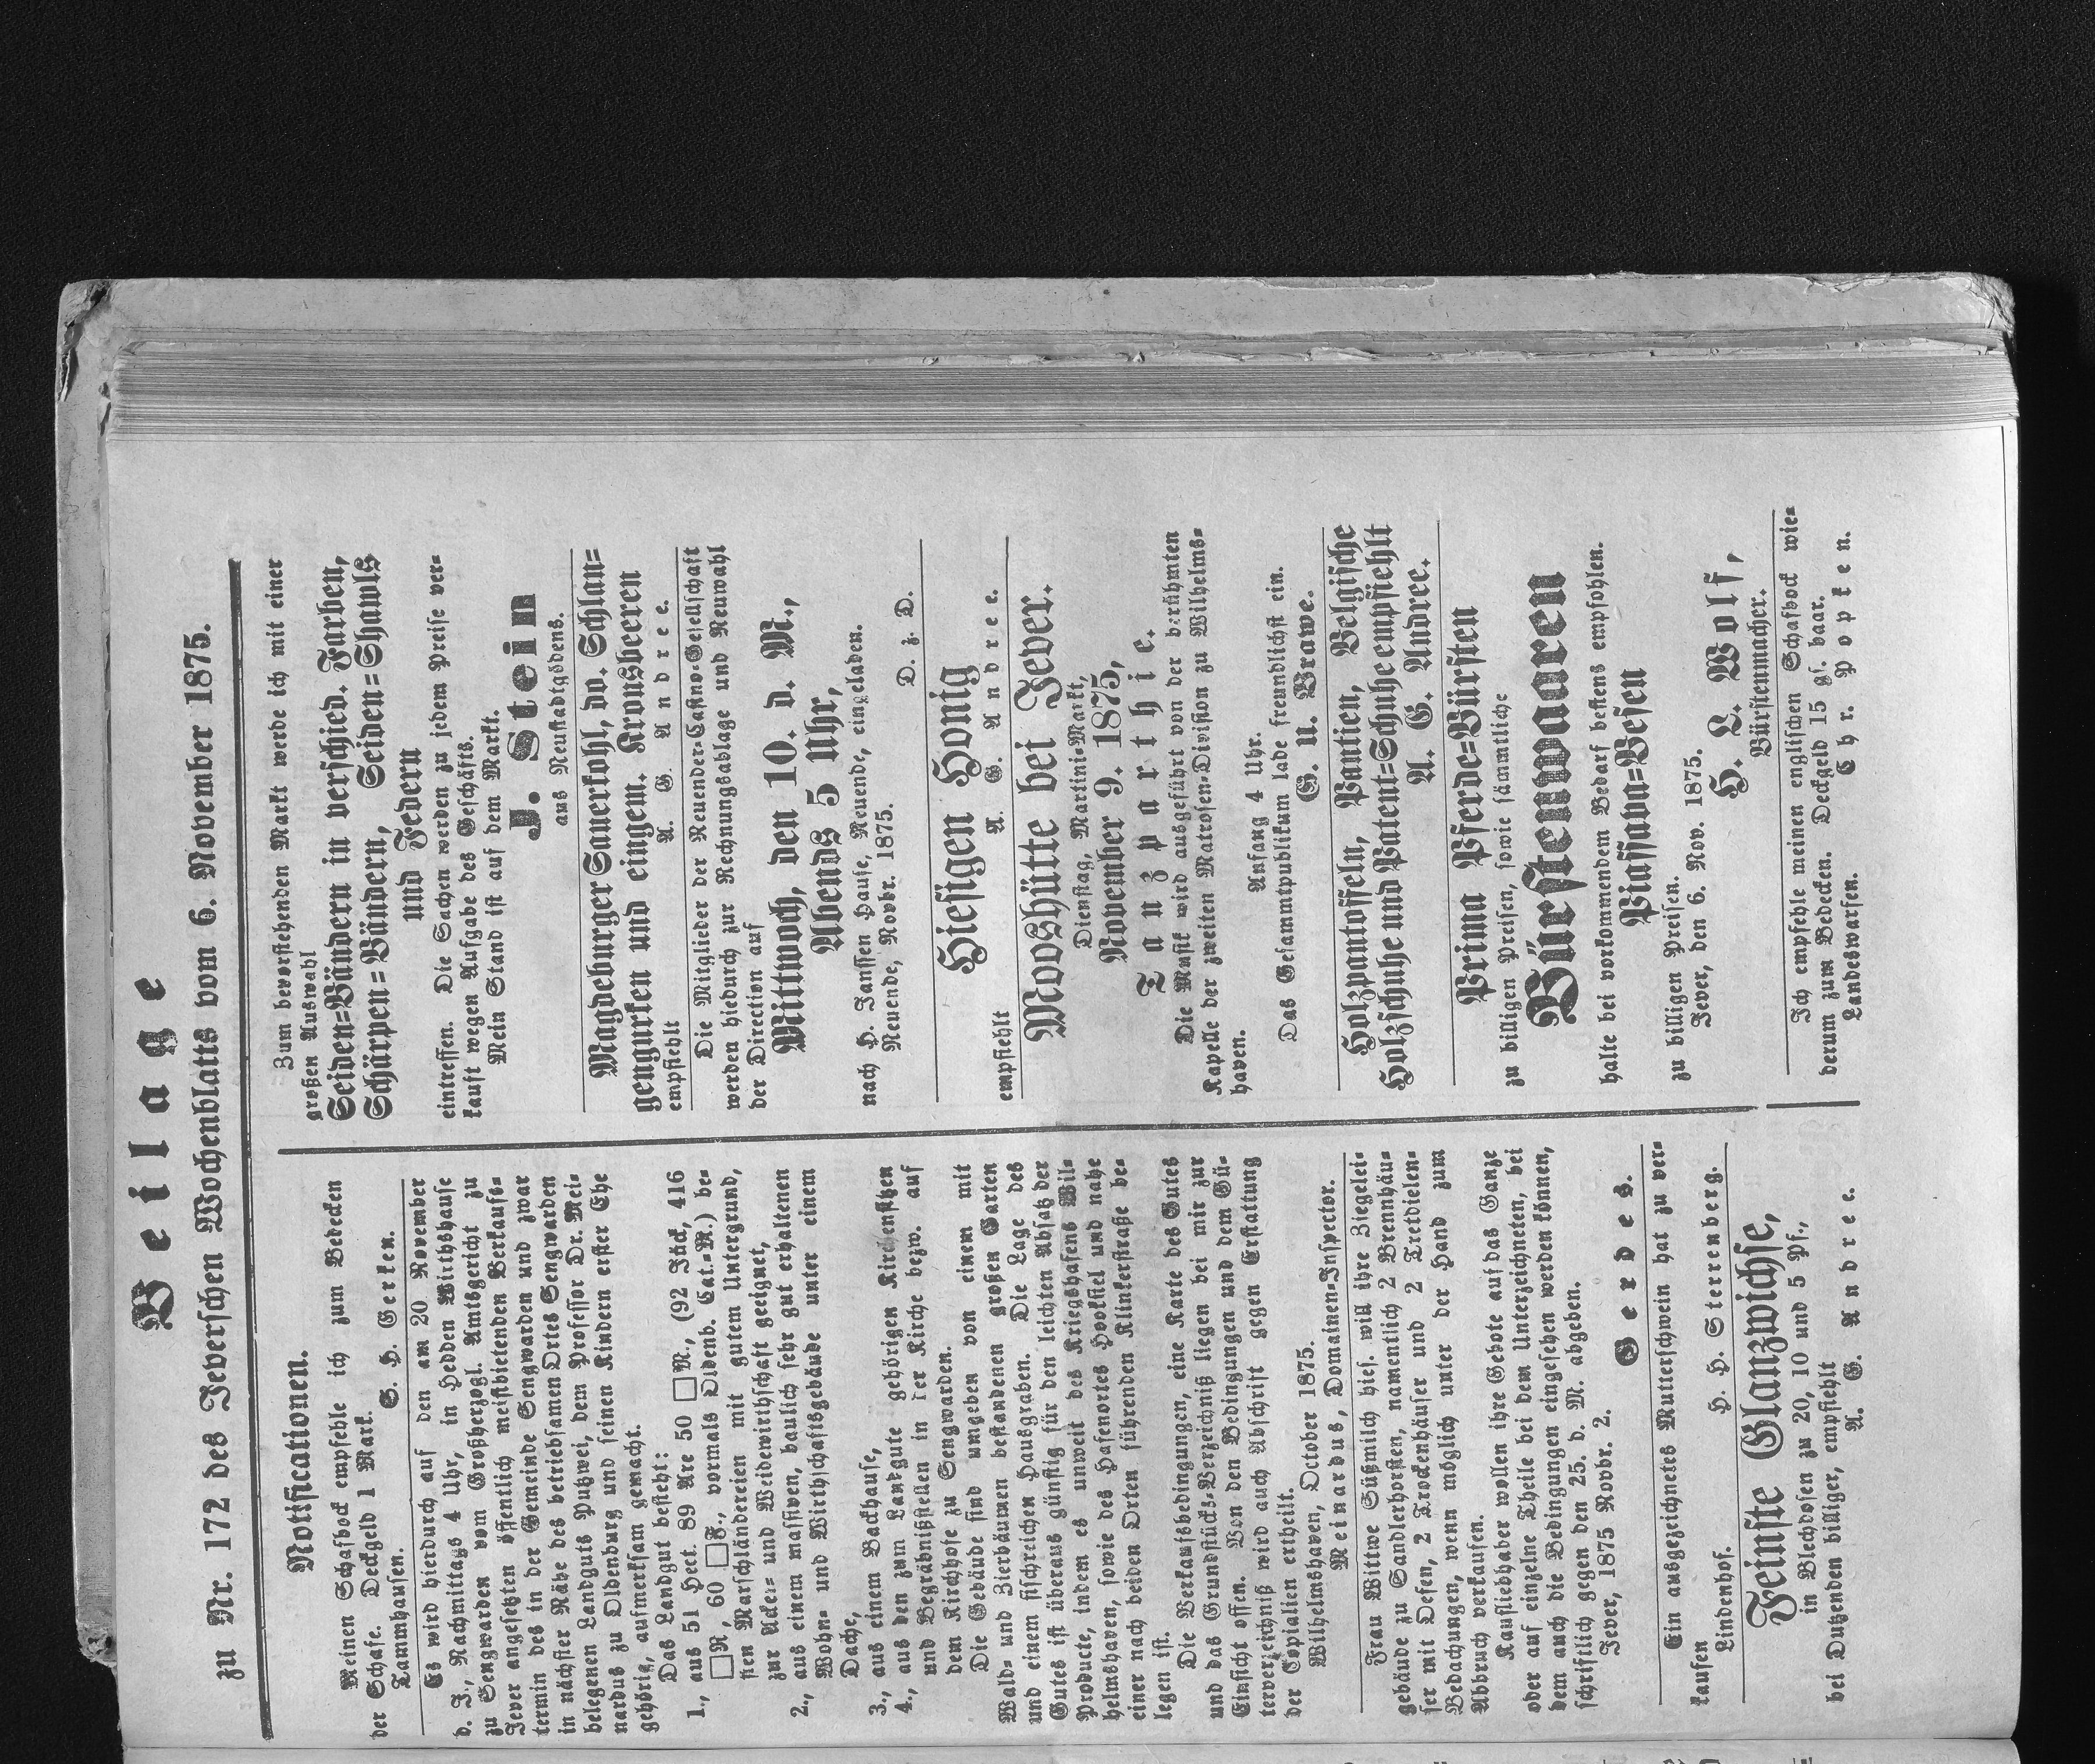 Beilage
zu Nr. 172 des Jeverschen Wochenblatts vom 6. November 1875.
Notificationen.
Meinen Schafbock empfehle ich zum Bedecken
der Schafe. Deckgeld 1 Mark.
Tammhausen. S. H. Gerken.
Es wird hierdurch auf den am 20 November
d. J., Nachmittags 4 Uhr, in Hedden Wirthshause
zu Sengwarden vom Großherzogl. Amtsgericht zu
Jever angesetzten öffentlich meistbietenden Verkaufs-
termin des in der Gemeinde Sengwarden und zwar
in nächster Nähe des betriebsamen Ortes Sengwarden
belegenen Landguts Putzwei, dem Professor Dr. Mei-
nardus zu Oldenburg und seinen Kindern erster Ehe
gehörig, aufmerksam gemacht.
Das Landgut besteht:
1., aus 51 Hect. 89 Are 50 □M., (92 Jück, 416
□R, 60 □F., vormals Oldenb. Cat.-M.) be-
sten Marschländereien mit gutem Untergrund,
zur Acker- und Weidewirthschaft geeignet,
2., aus einem massiven, baulich sehr gut erhaltenen
Wohn- und Wirthschaftsgebäude unter einem
Dache,
3., aus einem Backhause,
4., aus den zum Landgute gehörigen Kirchensitzen
und Begräbnißstellen in der Kirche bezw. auf
dem Kirchhofe zu Sengwarden.
Die Gebäude sind umgeben von einem mit
Wald- und Zierbäumen bestandenen großen Garten
und einem fischreichen Hausgraben. Die Lage des
Gutes ist überaus günstig für den leichten Absatz der
Producte, indem es unweit des Kriegshafens Wil-
helmshaven, sowie des Hafenortes Hooksiel und nahe
einer nach beiden Orten führenden Klinkerstraße be-
legen ist.
Die Verkaufsbedingungen, eine Karte des Gutes
und das Grundstücks-Verzeichniß liegen bei mir zur
Einsicht offen. Von den Bedingungen und dem Gü-
terverzeichniß wird auch Abschrift gegen Erstattung
der Copialien ertheilt.
Wilhelmshaven, October 1875.
Meinardus, Domainen-Inspector.
Frau Wittwe Süßmilch hies. will ihre Ziegelei-
gebäude zu Sandlerhorsten, namentlich 2 Brennhäu-
ser mit Oefen, 2 Trockenhäuser und 2 Tretdielen-
Bedachungen, wenn möglich unter der Hand zum
Abbruch verkaufen.
Kaufliebhaber wollen ihre Gebote auf das Ganze
oder auf einzelne Theile bei dem Unterzeichneten, bei
dem auch die Bedingungen eingesehen werden können,
schriftlich gegen den 25. d. M. abgeben.
Jever, 1875 Novbr. 2.
Gerdes.
Ein ausgezeichnetes Mutterschwein hat zu ver-
kaufen
Lindenhof. H. H. Sterrenberg.
Feinste Glanzwichse,
in Blechdosen zu 20, 10 und 5 Pf.,
bei Dutzenden billiger, empfiehlt
A. G. Andree.
Zum bevorstehenden Markt werde ich mit einer
großen Auswahl
Seiden=Bändern in verschied. Farben,
Schärpen=Bändern, Seiden=Shawls
und Federn
eintreffen. Die Sachen werden zu jedem Preise ver-
kauft wegen Aufgabe des Geschäfts.
Mein Stand ist auf dem Markt.
J. Stein
aus Neustadtgödens.
Magdeburger Sauerkohl, do. Schlan=
gengurken und eingem. Kronsbeeren
empfiehlt A. G. Andree.
Die Mitglieder der Neuender-Casino-Gesellschaft
werden hiedurch zur Rechnungsablage und Neuwahl
der Direction auf
Mittwoch, den 10. d. M.,
Abends 5 Uhr,
nach H. Janssen Hause, Neuende, eingeladen.
Neuende, Novbr. 1875.
D. z. D.
Hiesigen Honig
empfiehlt A. G. Andree.
Mooshütte bei Jever.
Dienstag, Martini-Markt,
November 9. 1875,
Tanzparthie.
Die Musik wird ausgeführt von der berühmten
Kapelle der zweiten Matrosen-Division zu Wilhelms-
haven.
Anfang 4 Uhr.
Das Gesammtpublikum lade freundlichst ein.
G. U. Brawe.
Holzpantoffeln, Pantien, Belgische
Holzschuhe und Patent=Schuhe empfiehlt
A. G. Andree.
Prima Pferde=Bürsten
zu billigen Preisen, sowie sämmtliche
Bürstenwaaren
halte bei vorkommendem Bedarf bestens empfohlen.
Piassava=Besen
zu billigen Preisen.
Jever, den 6. Nov. 1875.
H. L. Wolf,
Bürstenmacher.
Ich empfehle meinen englischen Schafbock wie-
derum zum Bedecken. Deckgeld 15 gs. baar.
Landeswarfen. Chr. Popken.